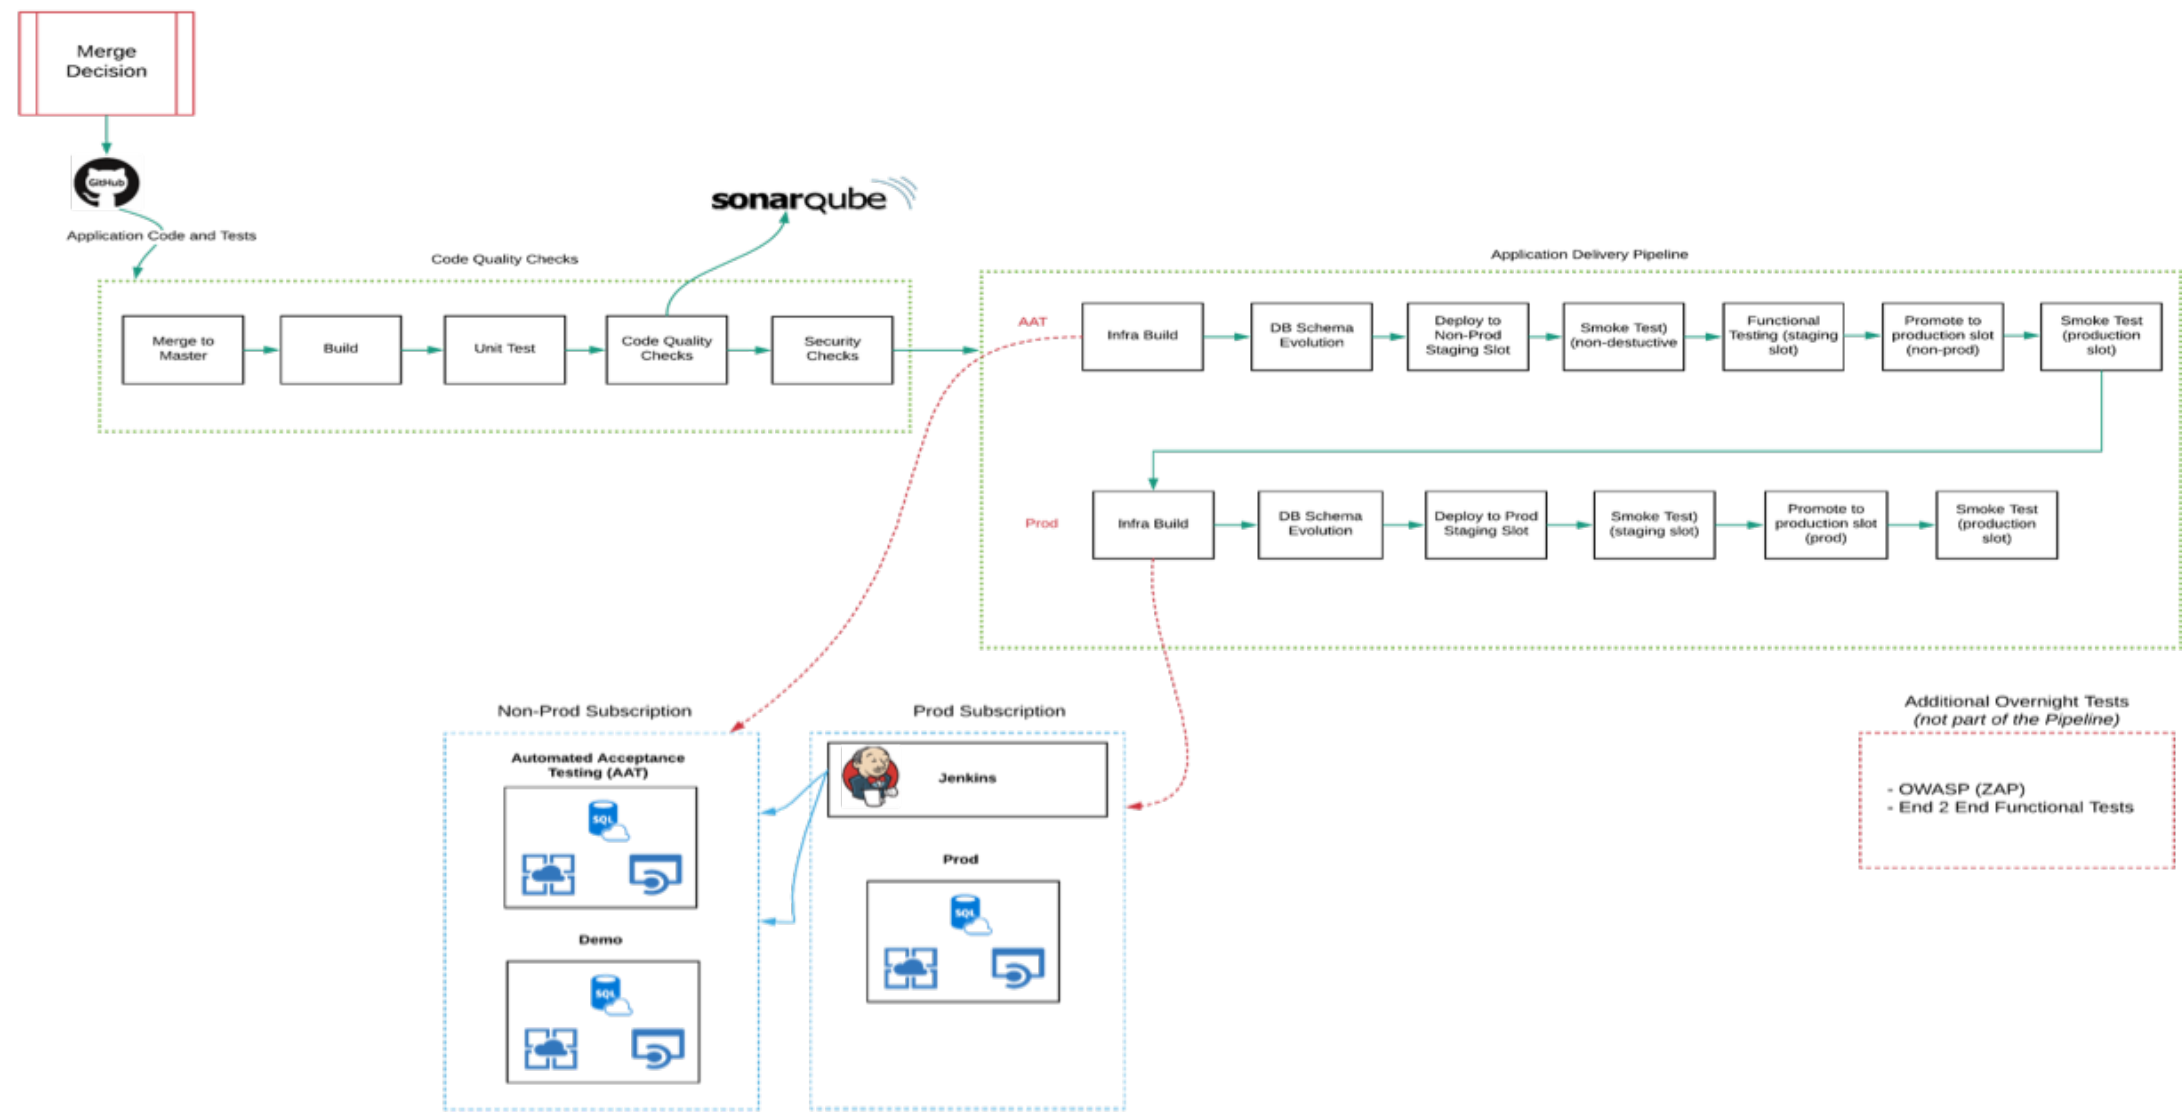 Merge
Decision
GitHub
Application Code and Tests
sonarqube
Code Quality Checks
Merge to
Master
Build
Unit Test
Code Quality
Checks
Security
Checks
Application Delivery Pipeline
AAT
Infra Build
DB Schema
Evolution
Deploy to
Non-Prod
Staging Slot
Smoke Test)
(non-destuctive
Functional
Testing (staging
slot)
Promote to
production slot
(non-prod)
Smoke Test
(production
slot)
Prod
Infra Build
DB Schema
Evolution
Deploy to Prod
Staging Slot
Smoke Test)
(staging slot)
Promote to
production slot
(prod)
Smoke Test
(production
slot)
Non-Prod Subscription
Automated Acceptance
Testing (AAT)
SQL
Demo
SQL
Prod Subscription
Jenkins
Prod
SQL
Additional Overnight Tests
(not part of the Pipeline)
- OWASP (ZAP)
- End 2 End Functional Tests